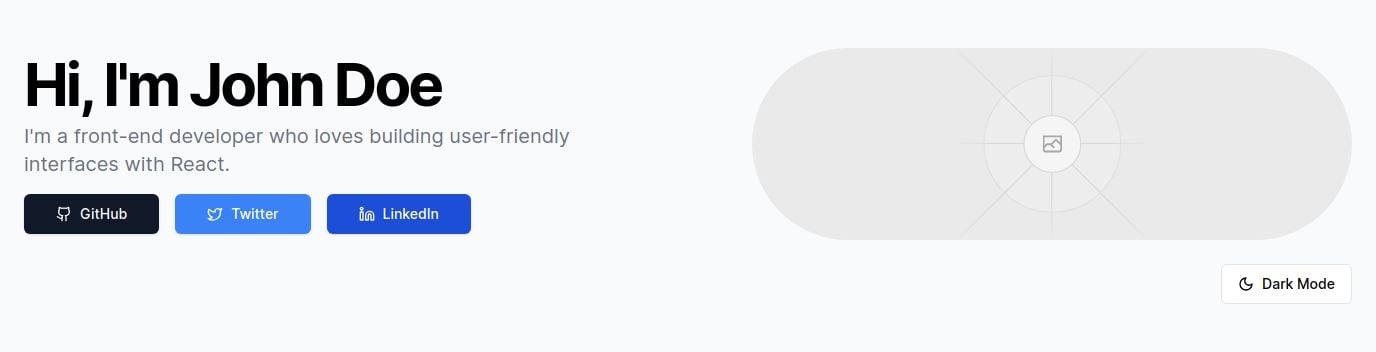 Hi, I'm John Doe
I'm a front-end developer who loves building user-friendly
interfaces with React.
GitHub
Twitter
LinkedIn
Dark Mode